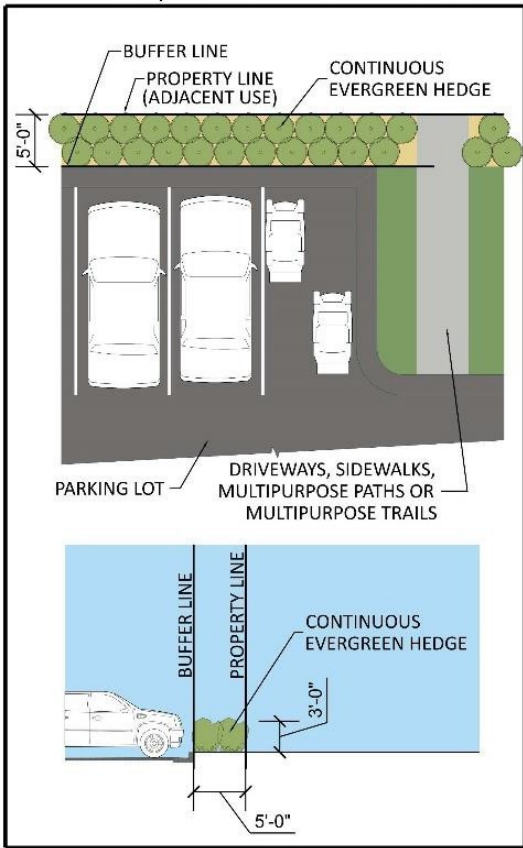 BUFFER LINE
PROPERTY LINE
(ADJACENT USE)
CONTINUOUS
EVERGREEN HEDGE
5'-0"
PARKING LOT
DRIVEWAYS, SIDEWALKS,
MULTIPURPOSE PATHS OR
MULTIPURPOSE TRAILS
BUFFER LINE
PROPERTY LINE
CONTINUOUS
EVERGREEN HEDGE
3'-0"
5'-0"